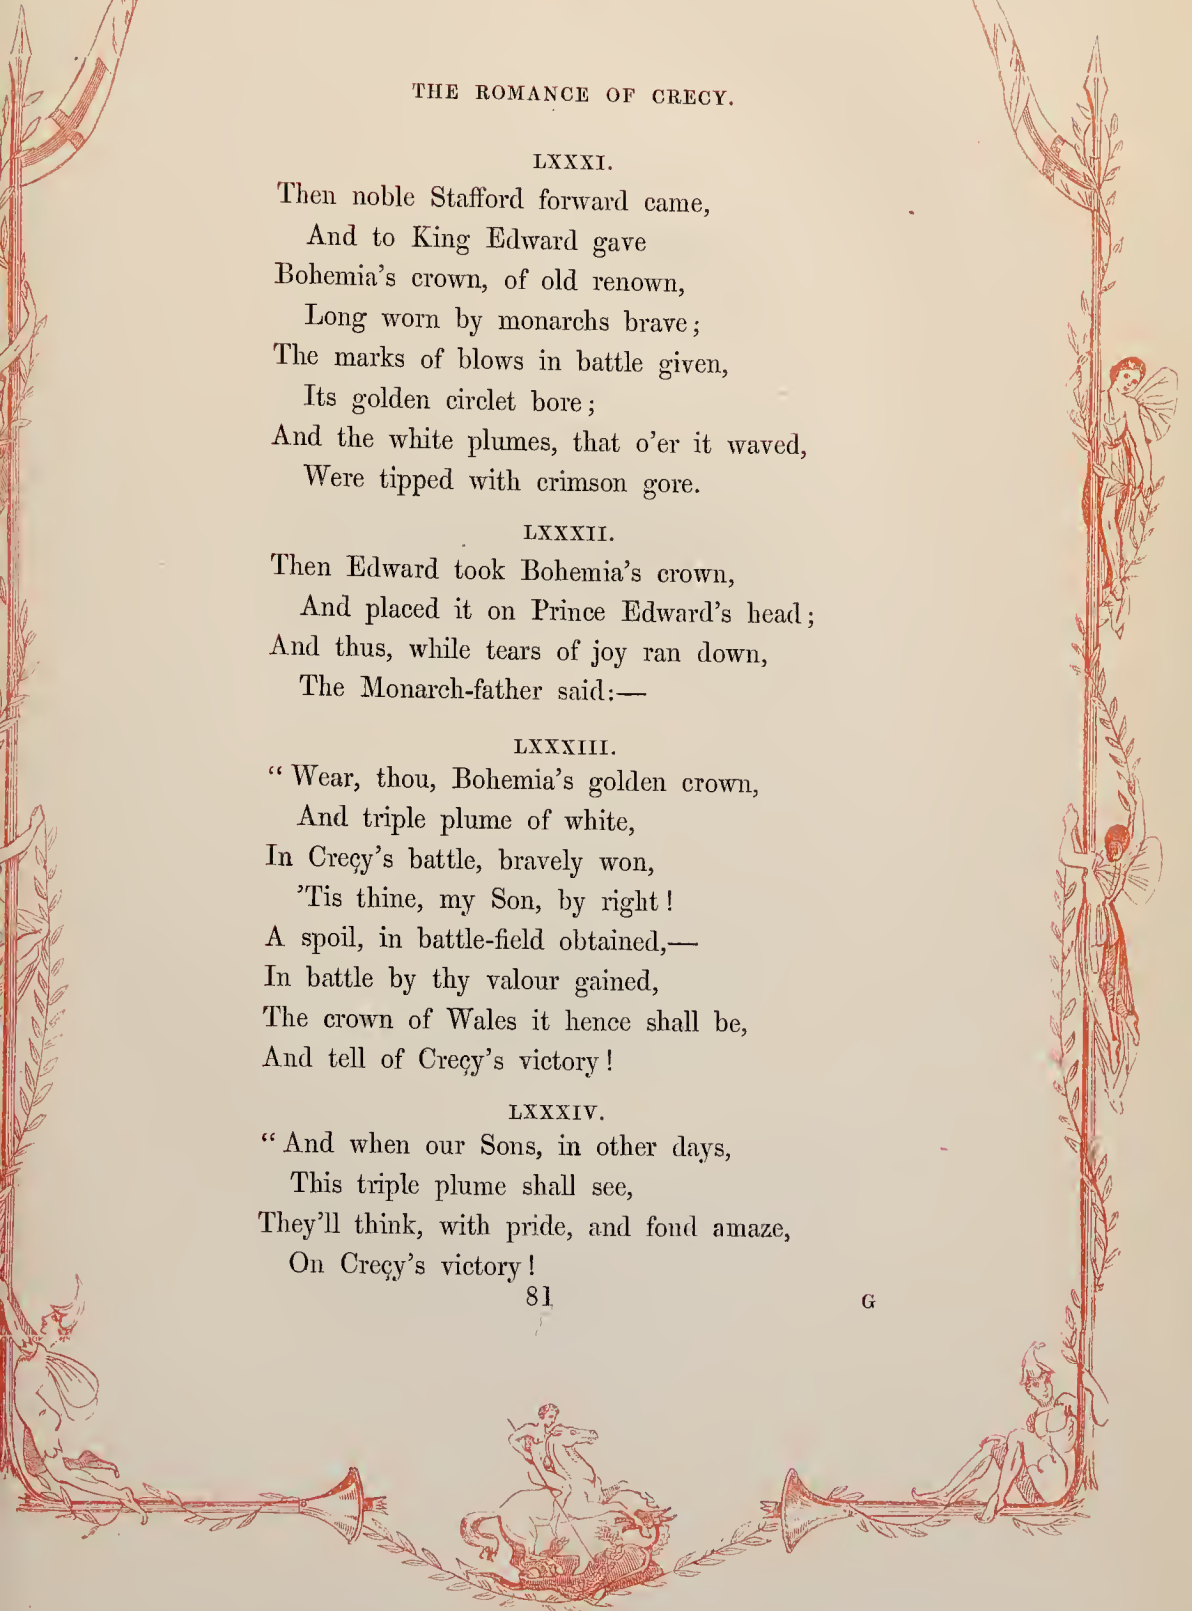 THE ROMANCE OF CRECY.
LXXXI.
Then noble Stafford forward came,
And to King Edward gave
Bohemia's crown, of old renown,
Long worn by monarchs brave;
The marks of blows in battle given,
Its golden circlet bore;
And the white plumes, that o'er it waved,
Were tipped with crimson gore.
LXXXII.
Then Edward took Bohemia's crown,
And placed it on Prince Edward's head;
And thus, while tears of joy ran down,
The Monarch-father said:—
LXXXIII.
“Wear, thou, Bohemia's golden crown,
And triple plume of white,
In Creçy's battle, bravely won,
'Tis thine, my Son, by right!
A spoil, in battle-field obtained,—
In battle by thy valour gained,
The crown of Wales it hence shall be,
And tell of Creçy's victory!
LXXXIV.
“And when our Sons, in other days,
This triple plume shall see,
They'll think, with pride, and fond amaze,
On Creçy's victory!
81 G